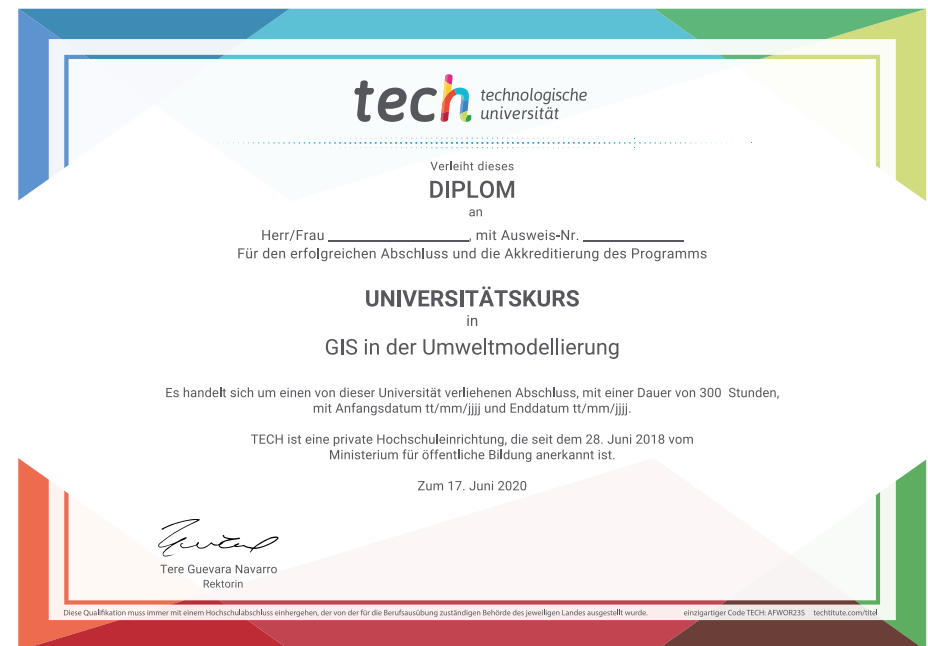 tech technologische
universität
Verleiht dieses
DIPLOM
an
Herr/Frau ____________________, mit Ausweis-Nr. ______________
Für den erfolgreichen Abschluss und die Akkreditierung des Programms
UNIVERSITÄTSKURS
in
GIS in der Umweltmodellierung
Es handelt sich um einen von dieser Universität verliehenen Abschluss, mit einer Dauer von 300 Stunden,
mit Anfangsdatum tt/mm/jjjj und Enddatum tt/mm/jjjj.
TECH ist eine private Hochschuleinrichtung, die seit dem 28. Juni 2018 vom
Ministerium für öffentliche Bildung anerkannt ist.
Zum 17. Juni 2020
Tere Guevara Navarro
Rektorin
Diese Qualifikation muss immer mit einem Hochschulabschluss einhergehen, der von der für die Berufsausübung zuständigen Behörde des jeweiligen Landes ausgestellt wurde. einzigartiger Code TECH: AFWOR23S techtitute.com/titel